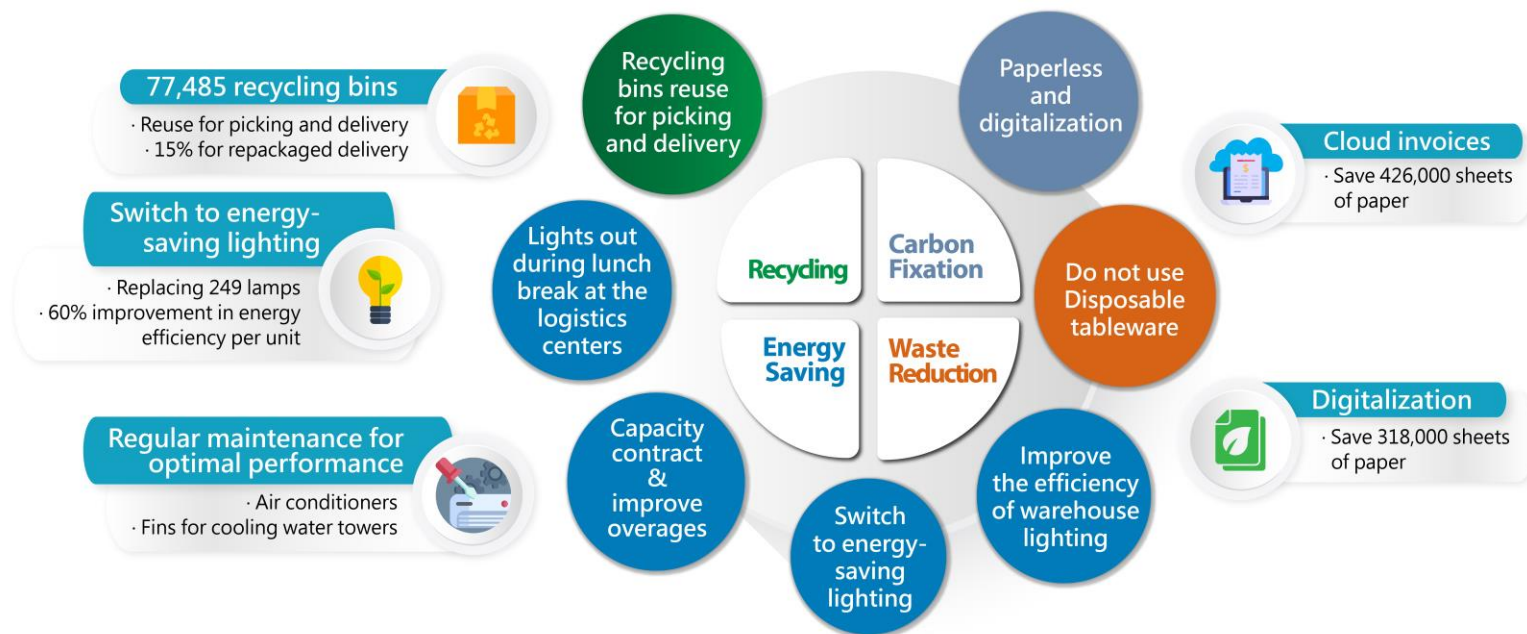 77,485 recycling bins
· Reuse for picking and delivery
· 15% for repackaged delivery
Switch to energy-
saving lighting
· Replacing 249 lamps
· 60% improvement in energy
efficiency per unit
Regular maintenance for
optimal performance
· Air conditioners
· Fins for cooling water towers
Recycling
bins reuse
for picking
and delivery
Lights out
during lunch
break at the
logistics
centers
Capacity
contract
&
improve
overages
Switch
to energy-
saving
lighting
Improve
the efficiency
of warehouse
lighting
Do not use
Disposable
tableware
Paperless
and
digitalization
Recycling
Carbon
Fixation
Energy
Saving
Waste
Reduction
Cloud invoices
· Save 426,000 sheets
of paper
Digitalization
· Save 318,000 sheets
of paper